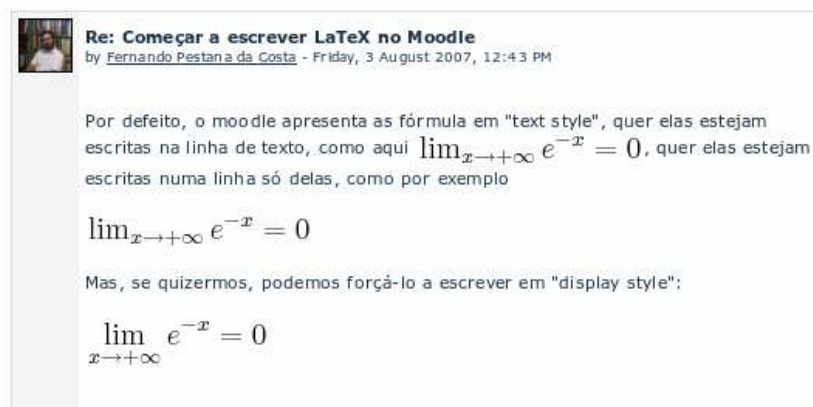 Re: Começar a escrever LaTeX no Moodle
by Fernando Pestana da Costa - Friday, 3 August 2007, 12:43 PM
Por defeito, o moodle apresenta as fórmula em "text style", quer elas estejam
escritas na linha de texto, como aqui lim_{x→+∞} e^{−x} = 0, quer elas estejam
escritas numa linha só delas, como por exemplo
lim_{x→+∞} e^{−x} = 0
Mas, se quizermos, podemos forçá-lo a escrever em "display style":
lim e^{−x} = 0
x→+∞